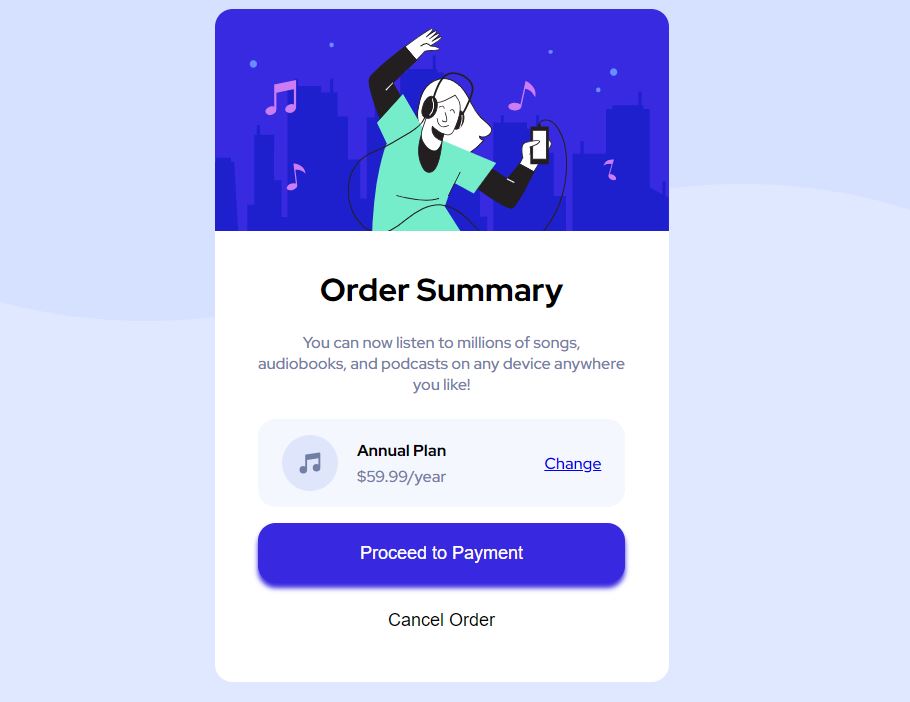 Order Summary
You can now listen to millions of songs,
audiobooks, and podcasts on any device anywhere
you like!
Annual Plan
$59.99/year
Change
Proceed to Payment
Cancel Order